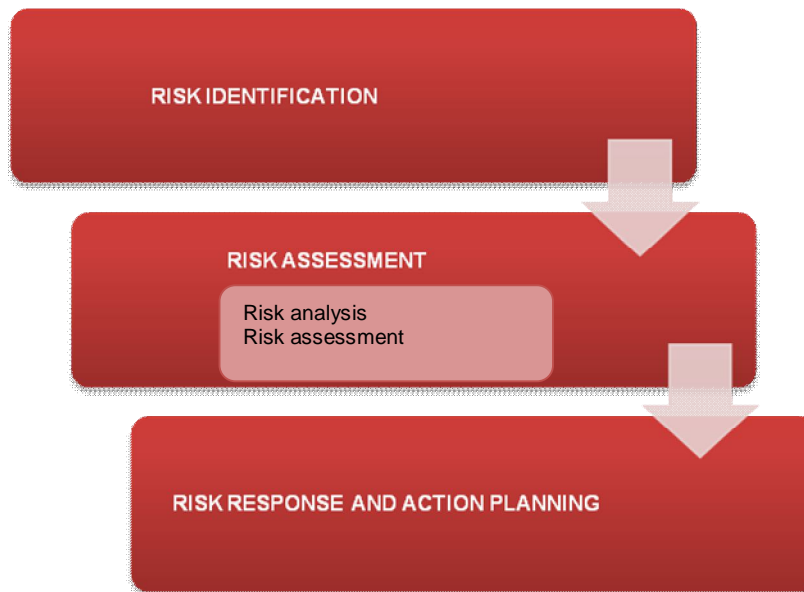 RISK IDENTIFICATION
RISK ASSESSMENT
Risk analysis
Risk assessment
RISK RESPONSE AND ACTION PLANNING